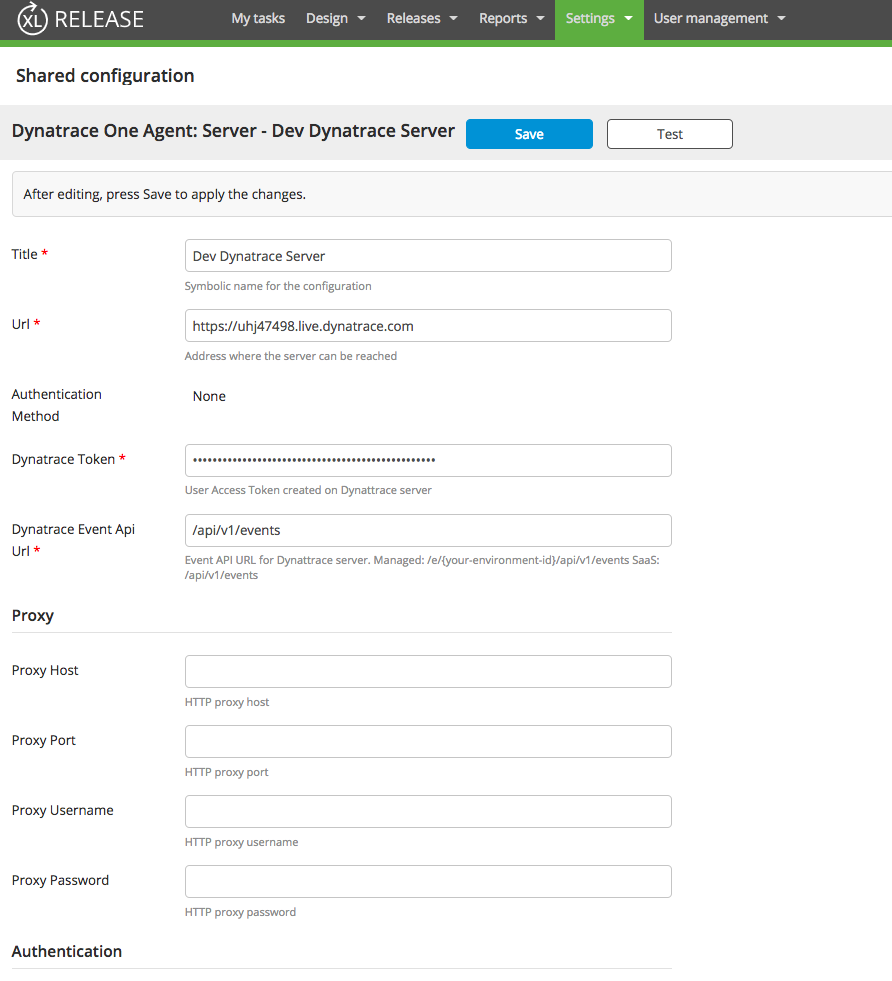 XL RELEASE My tasks Design Releases Reports Settings User management
Shared configuration
Dynatrace One Agent: Server - Dev Dynatrace Server Save Test
After editing, press Save to apply the changes.
Title * Dev Dynatrace Server
Symbolic name for the configuration
Url * https://uhj47498.live.dynatrace.com
Address where the server can be reached
Authentication
Method
None
Dynatrace Token * ••••••••••••••••••••••••••••••••••••••••••••••••
User Access Token created on Dynattrace server
Dynatrace Event Api
Url *
/api/v1/events
Event API URL for Dynattrace server. Managed: /e/{your-environment-id}/api/v1/events SaaS:
/api/v1/events
Proxy
Proxy Host
HTTP proxy host
Proxy Port
HTTP proxy port
Proxy Username
HTTP proxy username
Proxy Password
HTTP proxy password
Authentication